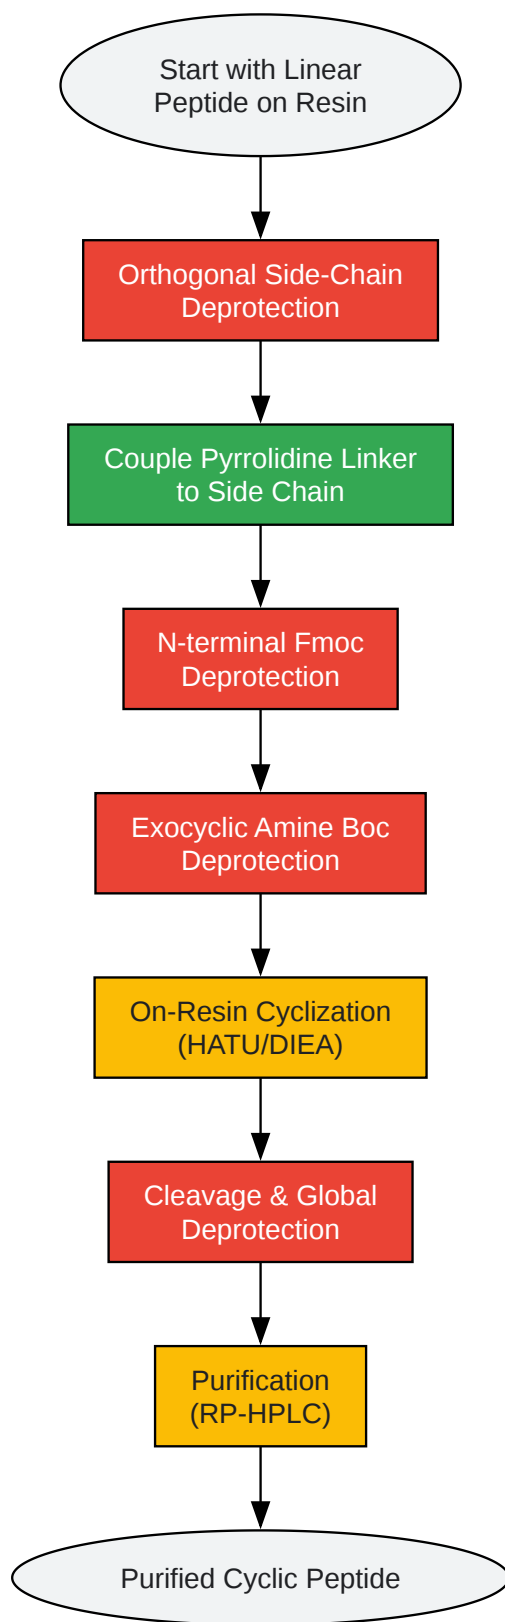 Start with Linear
Peptide on Resin
Orthogonal Side-Chain
Deprotection
Couple Pyrrolidine Linker
to Side Chain
N-terminal Fmoc
Deprotection
Exocyclic Amine Boc
Deprotection
On-Resin Cyclization
(HATU/DIEA)
Cleavage & Global
Deprotection
Purification
(RP-HPLC)
Purified Cyclic Peptide